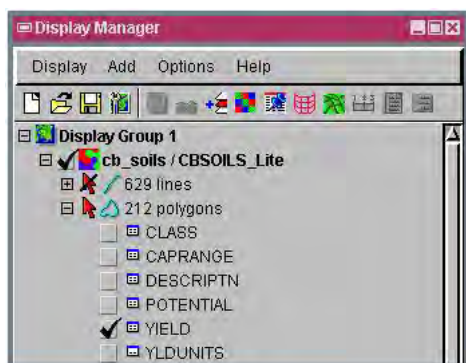 Display Manager
Display Add Options Help
Display Group 1
cb_soils / CBSOILS_Lite
629 lines
212 polygons
CLASS
CAPRANGE
DESCRIPTN
POTENTIAL
YIELD
YLDUNITS